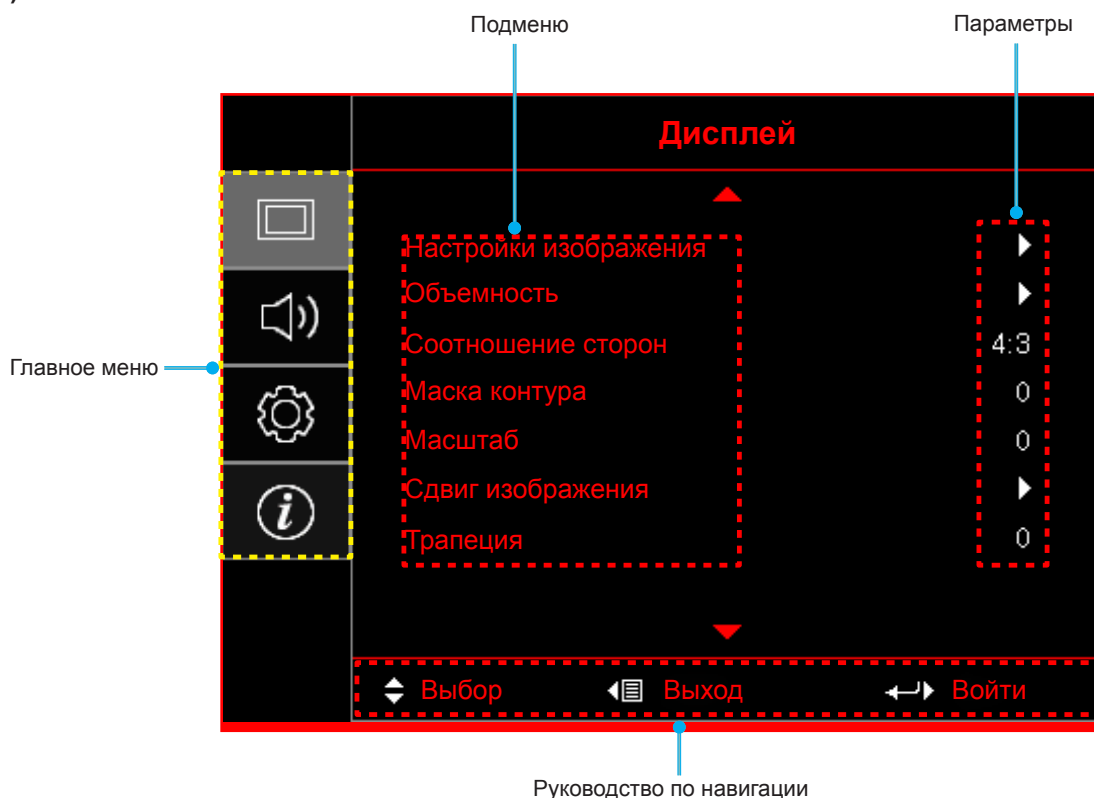 Подменю
Параметры
Дисплей
Настройки изображения
Объемность
Соотношение сторон 4:3
Маска контура 0
Масштаб 0
Сдвиг изображения
Трапеция 0
Главное меню
Выбор Выход Войти
Руководство по навигации